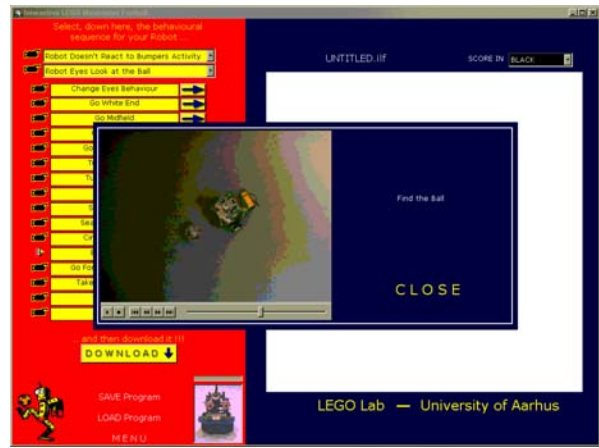 Interactive LEGO Mindstorms Football
Select, down here, the behavioural
sequence for your Robot ...
Robot Doesn't React to Bumpers Activity
Robot Eyes Look at the Ball
UNTITLED.ilf
SCORE IN
BLACK
Change Eyes Behaviour
Go White End
Go Midfield
Go
Sea
Go For
Take
Find the Ball
CLOSE
... and then download it !!!
DOWNLOAD
SAVE Program
LOAD Program
MENU
LEGO Lab — University of Aarhus